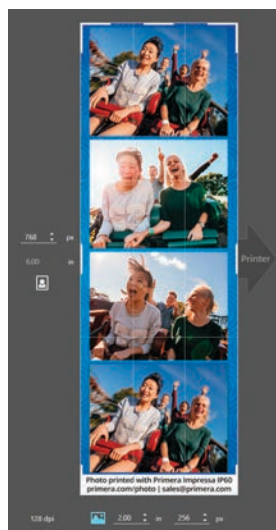 768 px
6.00 in
Printer
Photo printed with Primera Impressa IP60
primera.com/photo | sales@primera.com
128 dpi
2.00 in
256 px